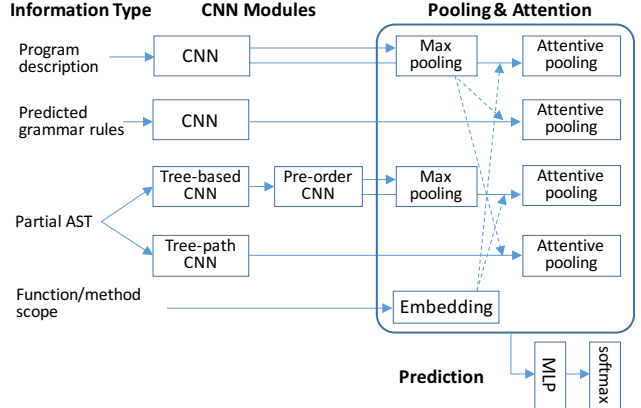 Information Type
CNN Modules
Pooling & Attention
Program
description
CNN
Max
pooling
Attentive
pooling
Predicted
grammar rules
CNN
Attentive
pooling
Partial AST
Tree-based
CNN
Pre-order
CNN
Max
pooling
Attentive
pooling
Tree-path
CNN
Attentive
pooling
Function/method
scope
Embedding
Prediction
MLP
softmax